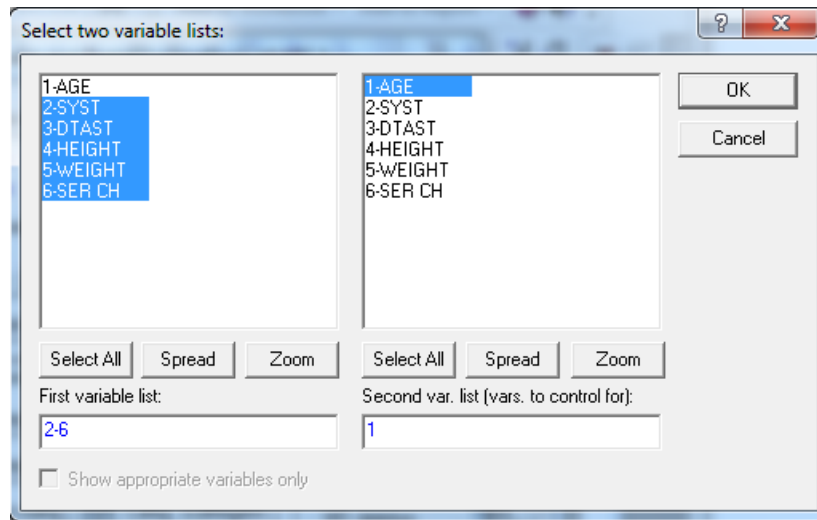 Select two variable lists:
1-AGE
2-SYST
3-DTAST
4-HEIGHT
5-WEIGHT
6-SER CH
1-AGE
2-SYST
3-DTAST
4-HEIGHT
5-WEIGHT
6-SER CH
OK
Cancel
Select All Spread Zoom
Select All Spread Zoom
First variable list:
Second var. list (vars. to control for):
2-6
1
Show appropriate variables only